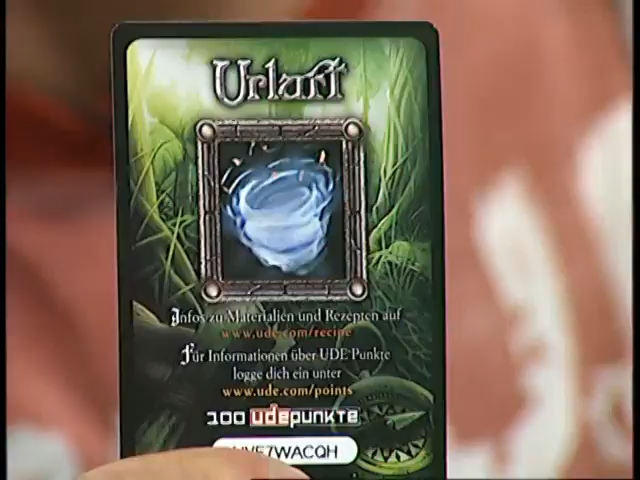 Urluft
Infos zu Materialien und Rezepten auf
www.ude.com/recipe
Für Informationen über UDE Punkte
logge dich ein unter
www.ude.com/points
100 udepunkte